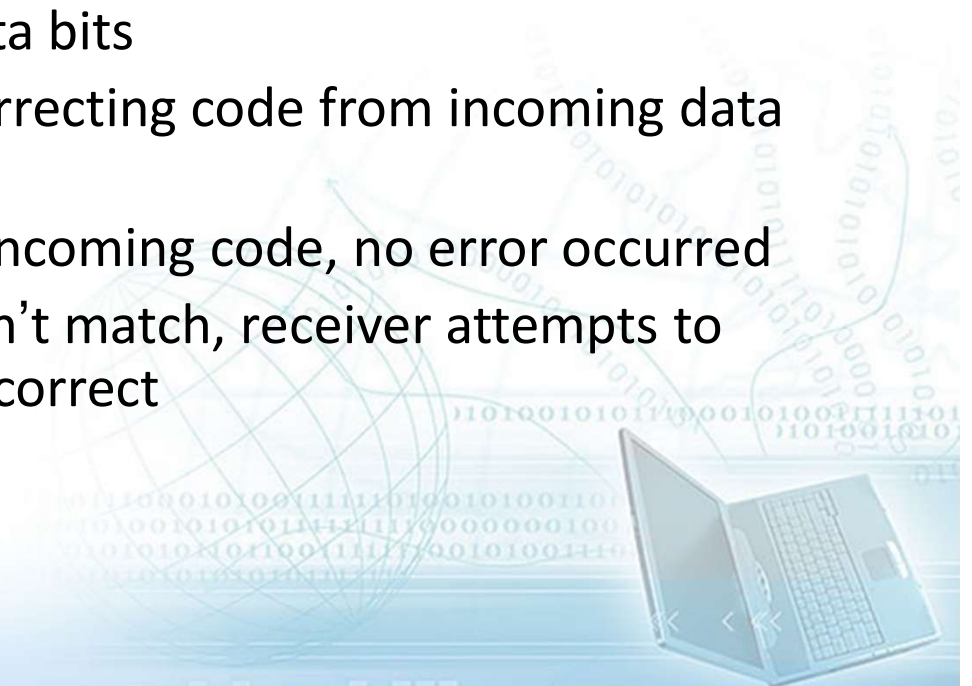 ta bits
rrecting code from incoming data
ncoming code, no error occurred
n't match, receiver attempts to
correct